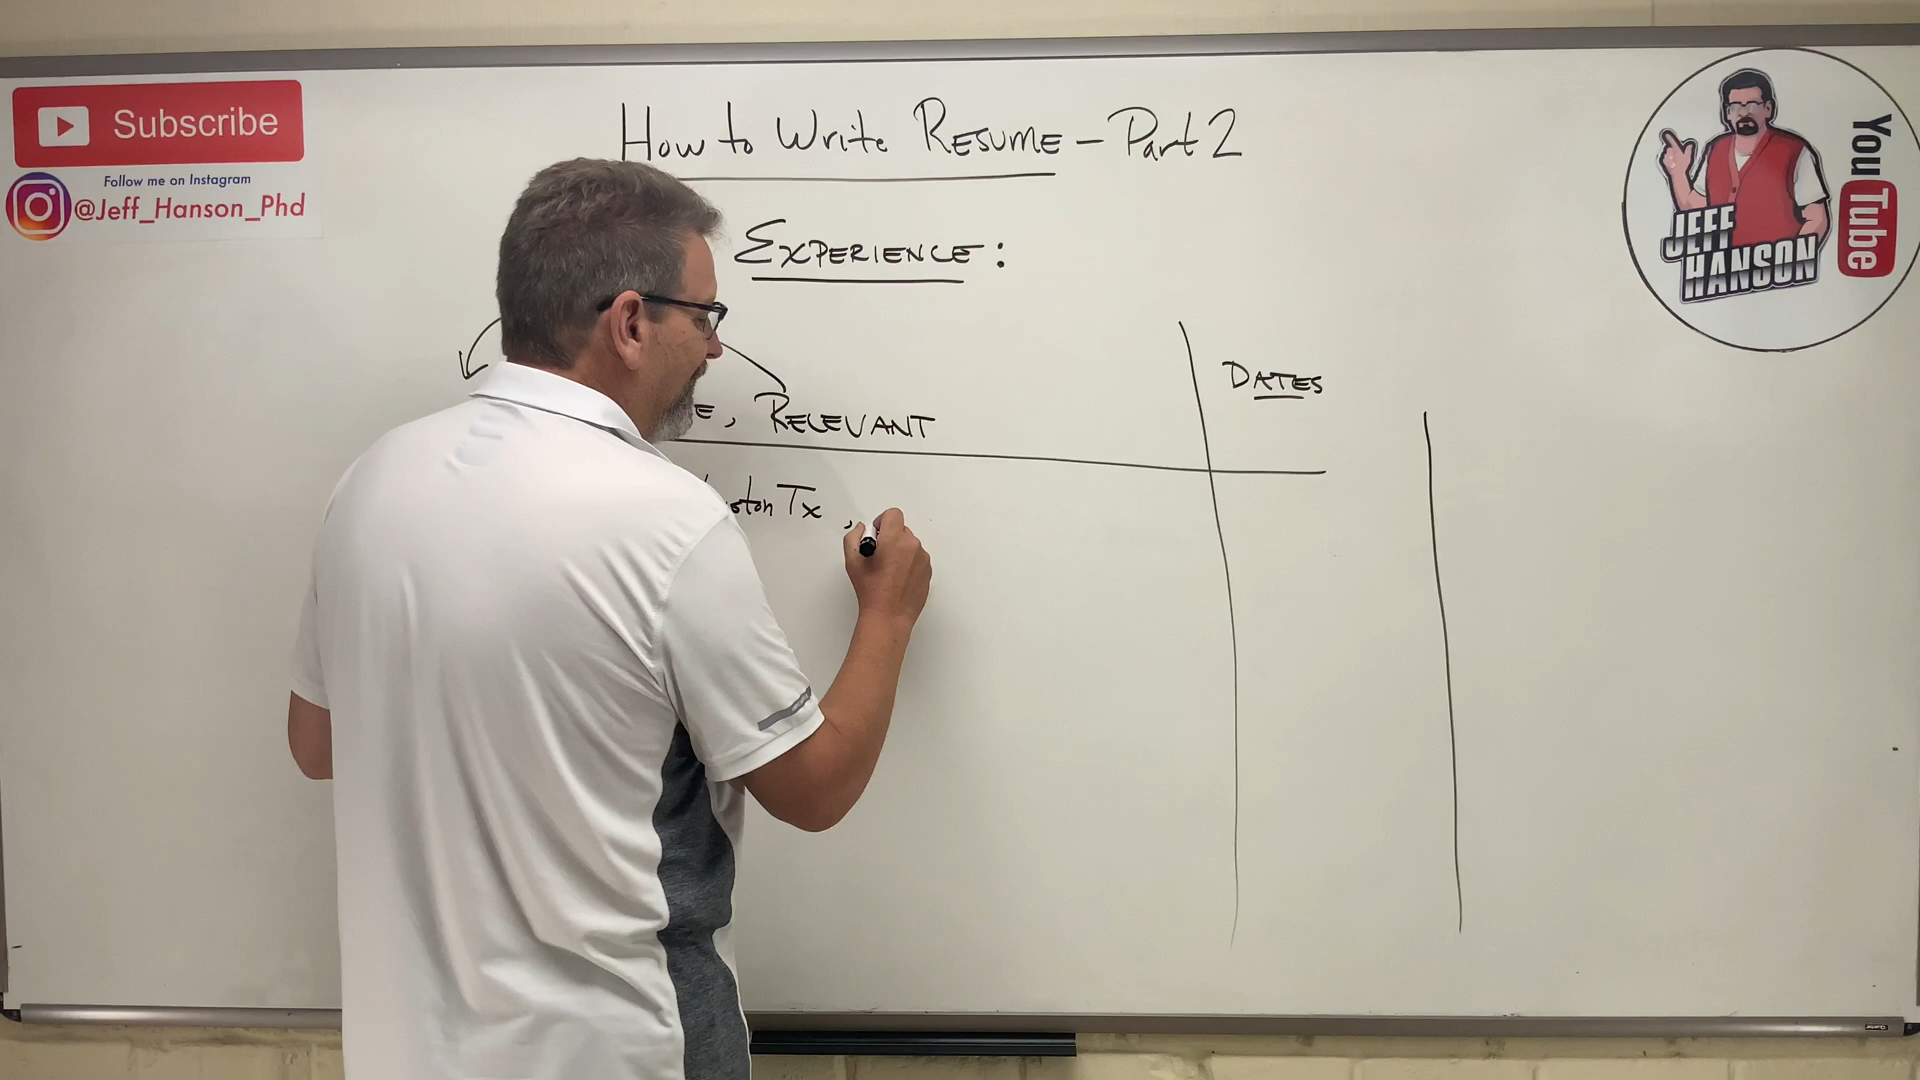 Subscribe
Follow me on Instagram
@Jeff_Hanson_Phd
How to Write RESUME - Part 2
EXPERIENCE:
DATES
, RELEVANT
Tx ,
JEFF
HANSON
YouTube